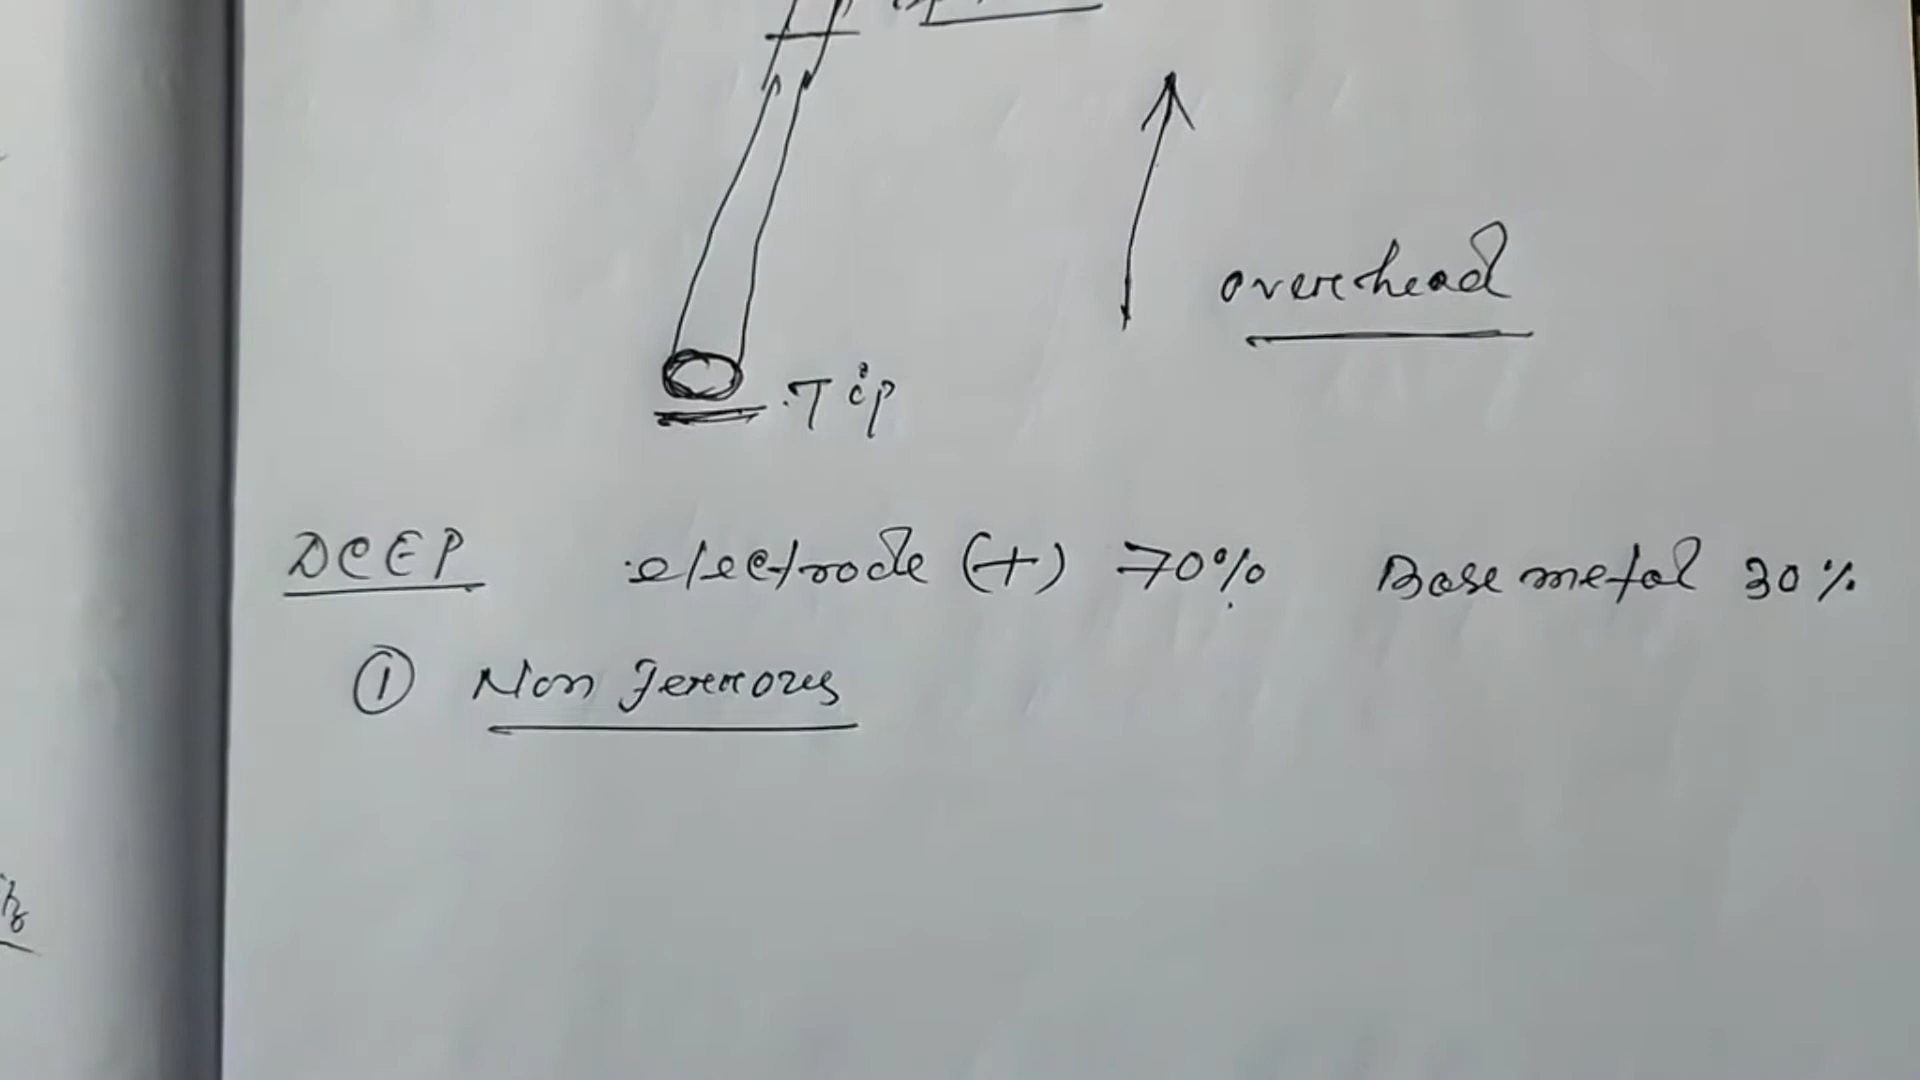 overhead
Tip
DCEP electrode (+) 70% Base metal 30%
① Non ferrous